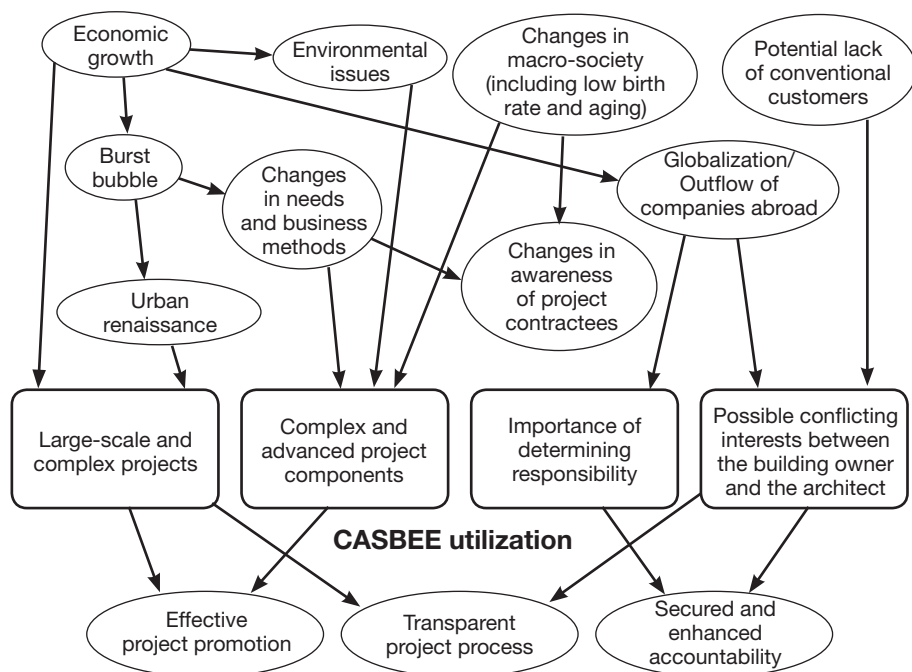 Economic
growth
Environmental
issues
Changes in
macro-society
(including low birth
rate and aging)
Potential lack
of conventional
customers
Burst
bubble
Changes
in needs
and business
methods
Globalization/
Outflow of
companies abroad
Changes in
awareness
of project
contractees
Urban
renaissance
Large-scale and
complex projects
Complex and
advanced project
components
Importance of
determining
responsibility
Possible conflicting
interests between
the building owner
and the architect
CASBEE utilization
Effective
project promotion
Transparent
project process
Secured and
enhanced
accountability